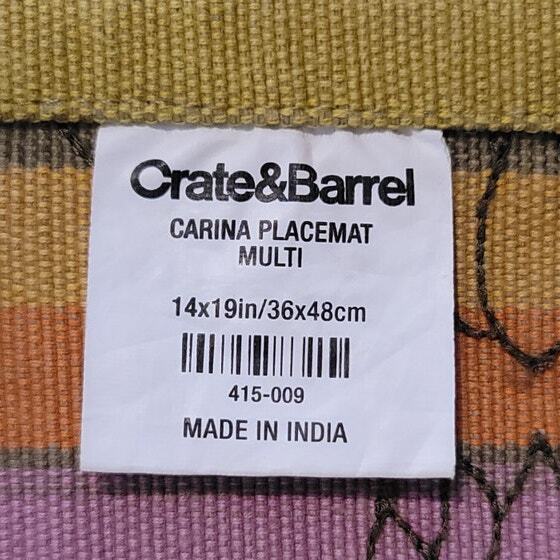 Crate&Barrel
CARINA PLACEMAT
MULTI
14x19in/36x48cm
415-009
MADE IN INDIA